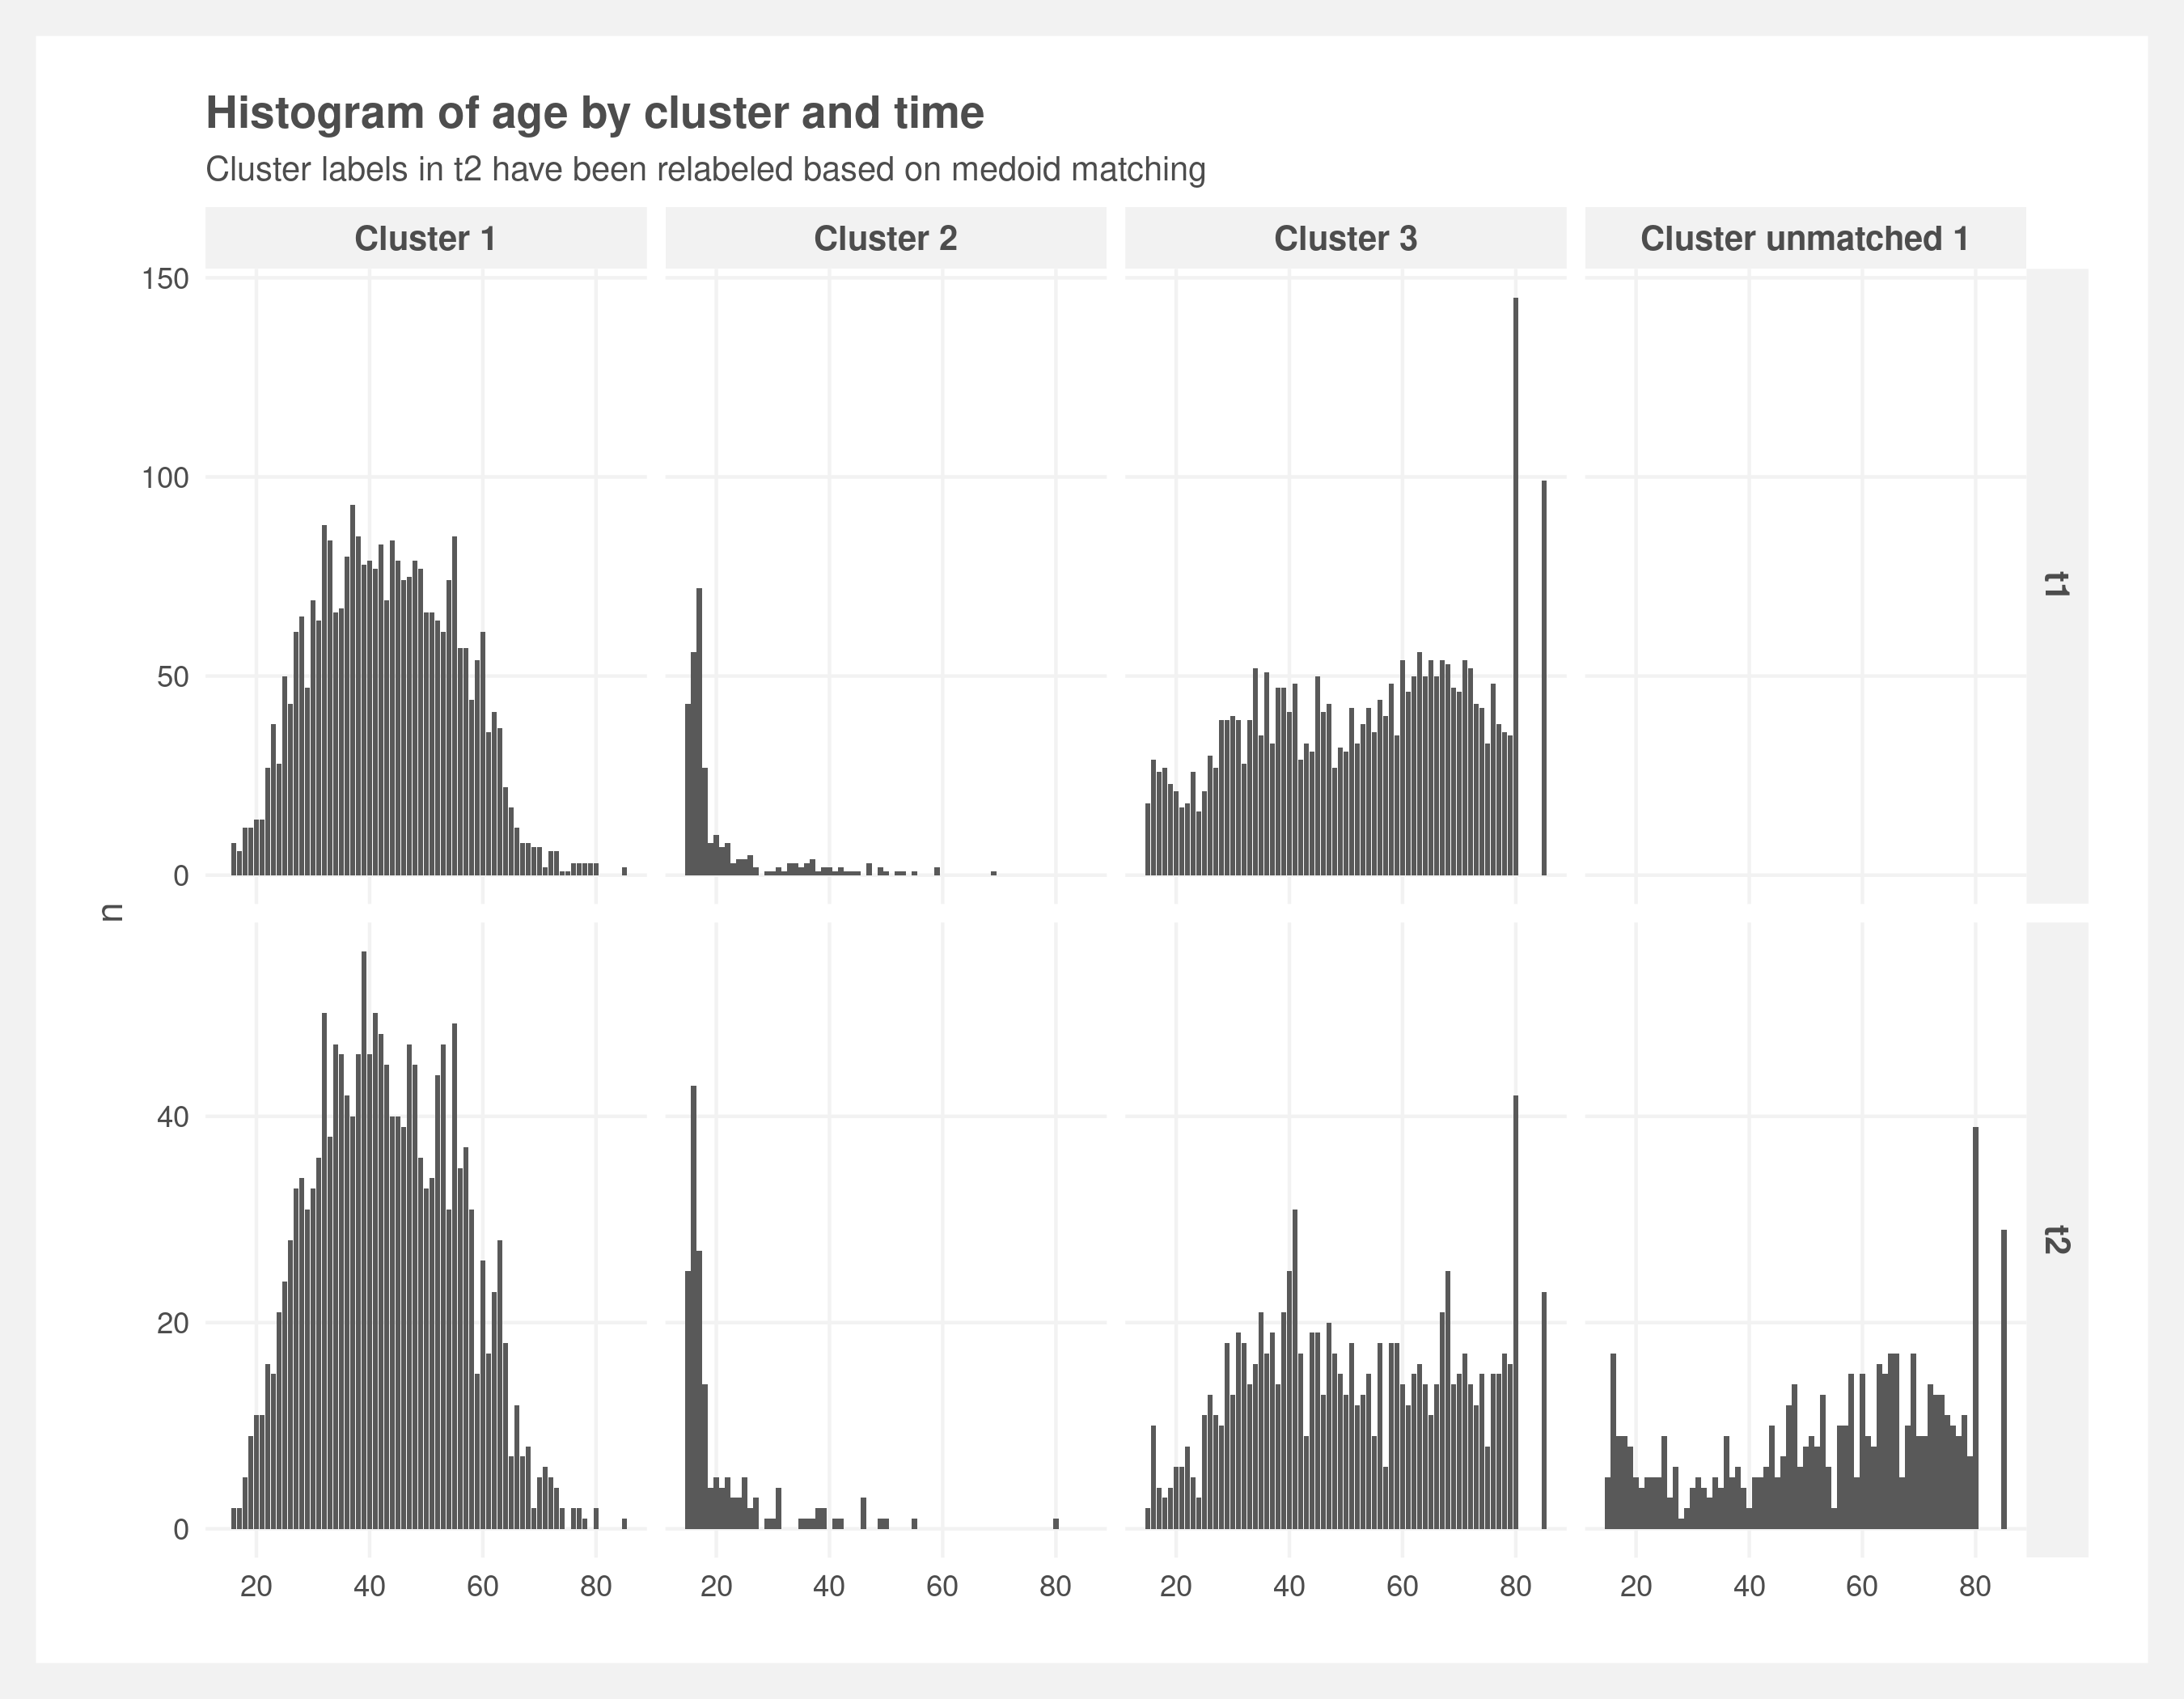 Histogram of age by cluster and time
Cluster labels in t2 have been relabeled based on medoid matching
Cluster 1
Cluster 2
Cluster 3
Cluster unmatched 1
150
100
50
0
t1
n
40
20
0
t2
20 40 60 80
20 40 60 80
20 40 60 80
20 40 60 80